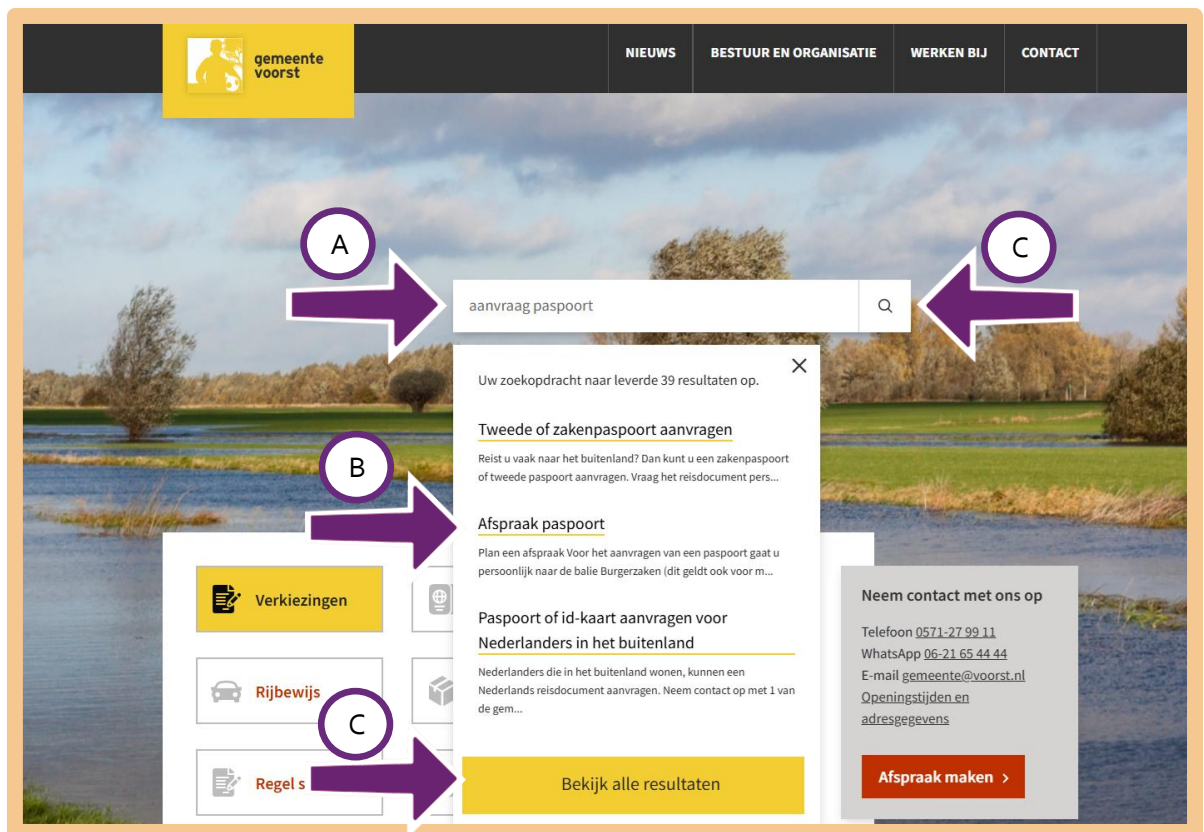 gemeente
voorst
NIEUWS
BESTUUR EN ORGANISATIE
WERKEN BIJ
CONTACT
A
C
aanvraag paspoort
Uw zoekopdracht naar leverde 39 resultaten op.
Tweede of zakenpaspoort aanvragen
Reist u vaak naar het buitenland? Dan kunt u een zakenpaspoort
of tweede paspoort aanvragen. Vraag het reisdocument pers...
B
Afspraak paspoort
Plan een afspraak Voor het aanvragen van een paspoort gaat u
persoonlijk naar de balie Burgerzaken (dit geldt ook voor m...
Paspoort of id-kaart aanvragen voor
Nederlanders in het buitenland
Nederlanders die in het buitenland wonen, kunnen een
Nederlands reisdocument aanvragen. Neem contact op met 1 van
de gem...
C
Bekijk alle resultaten
Verkiezingen
Rijbewijs
Regel s
Neem contact met ons op
Telefoon 0571-27 99 11
WhatsApp 06-21 65 44 44
E-mail gemeente@voorst.nl
Openingstijden en
adresgegevens
Afspraak maken